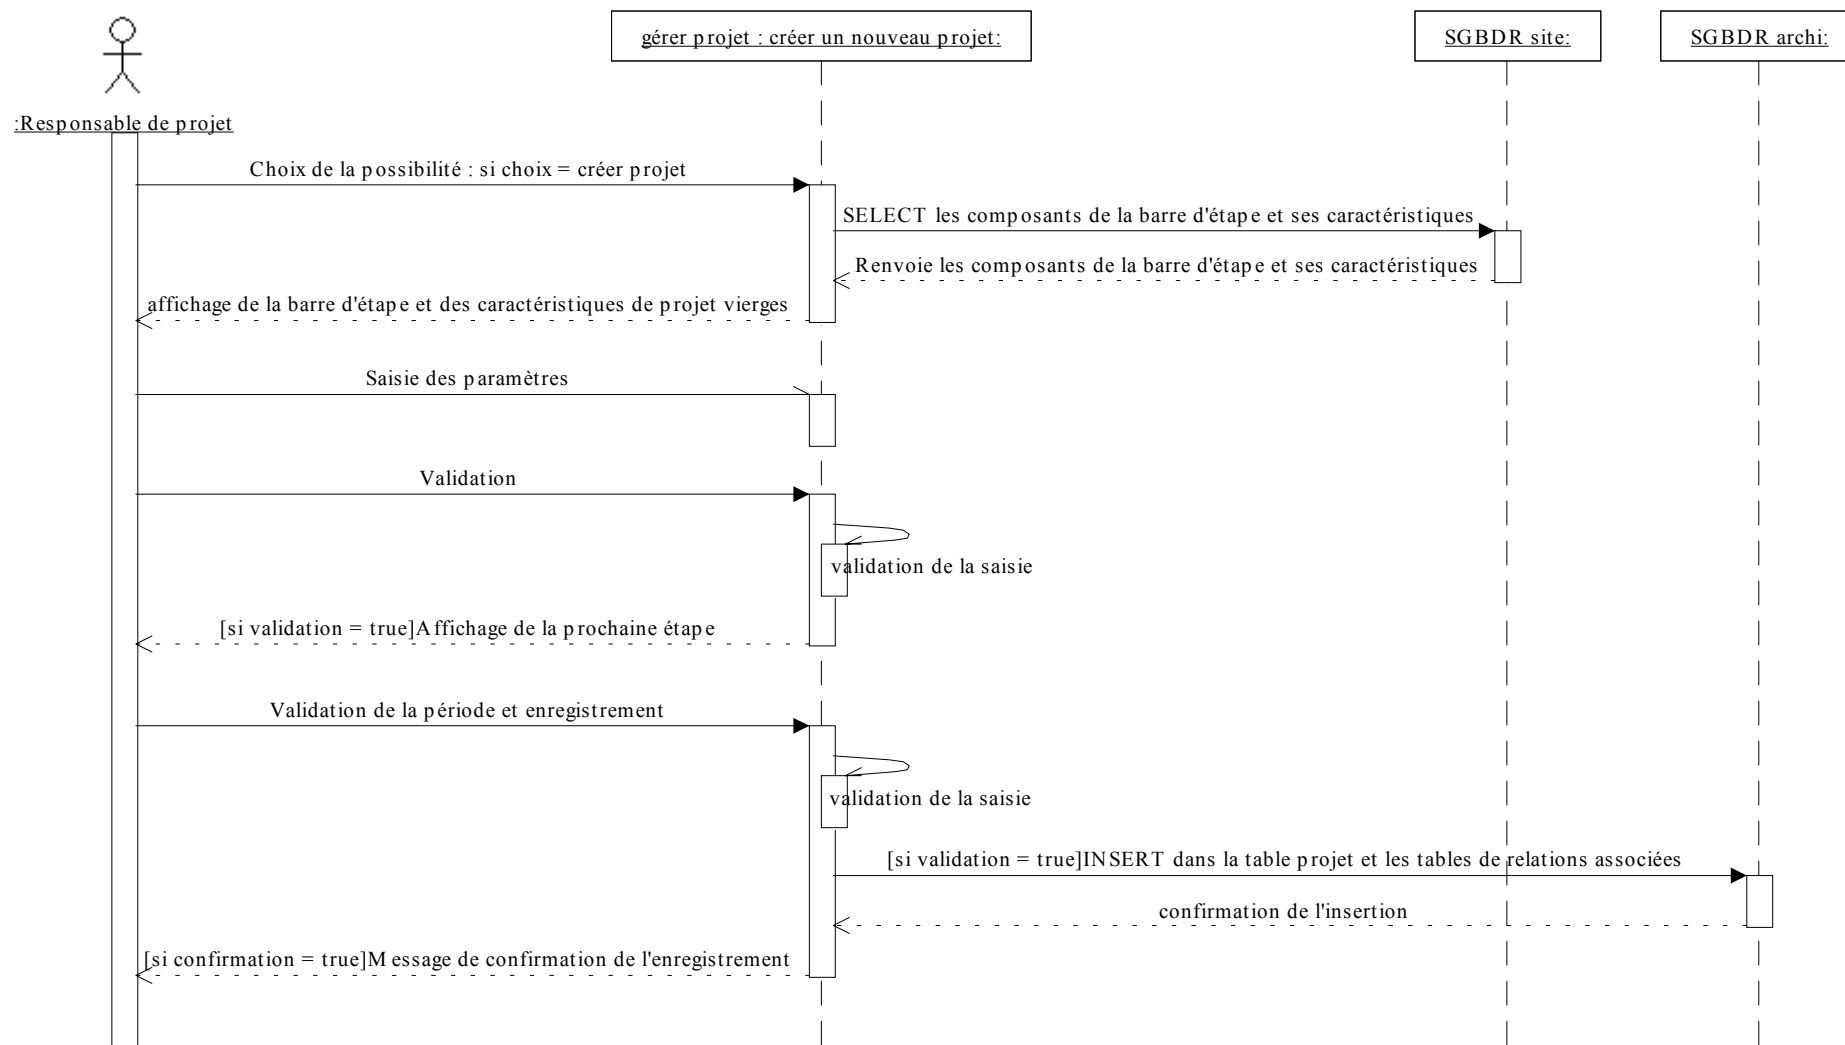 gérer projet : créer un nouveau projet:
SGBDR site:
SGBDR archi:
:Responsable de projet
Choix de la possibilité : si choix = créer projet
SELECT les composants de la barre d'étape et ses caractéristiques
Renvoie les composants de la barre d'étape et ses caractéristiques
affichage de la barre d'étape et des caractéristiques de projet vierges
Saisie des paramètres
Validation
validation de la saisie
[si validation = true]Affichage de la prochaine étape
Validation de la période et enregistrement
validation de la saisie
[si validation = true]INSERT dans la table projet et les tables de relations associées
confirmation de l'insertion
[si confirmation = true]Message de confirmation de l'enregistrement